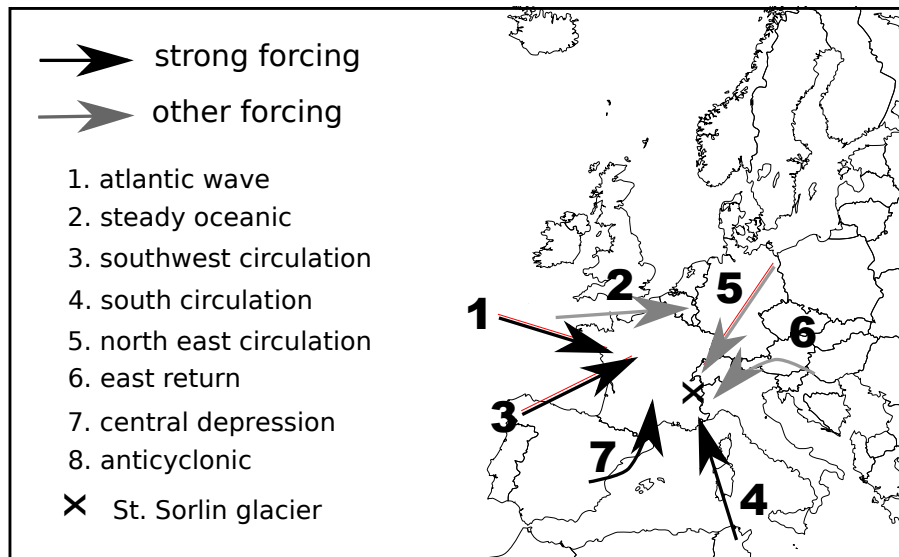 strong forcing
other forcing
1. atlantic wave
2. steady oceanic
3. southwest circulation
4. south circulation
5. north east circulation
6. east return
7. central depression
8. anticyclonic
St. Sorlin glacier
1
2
3
4
5
6
7